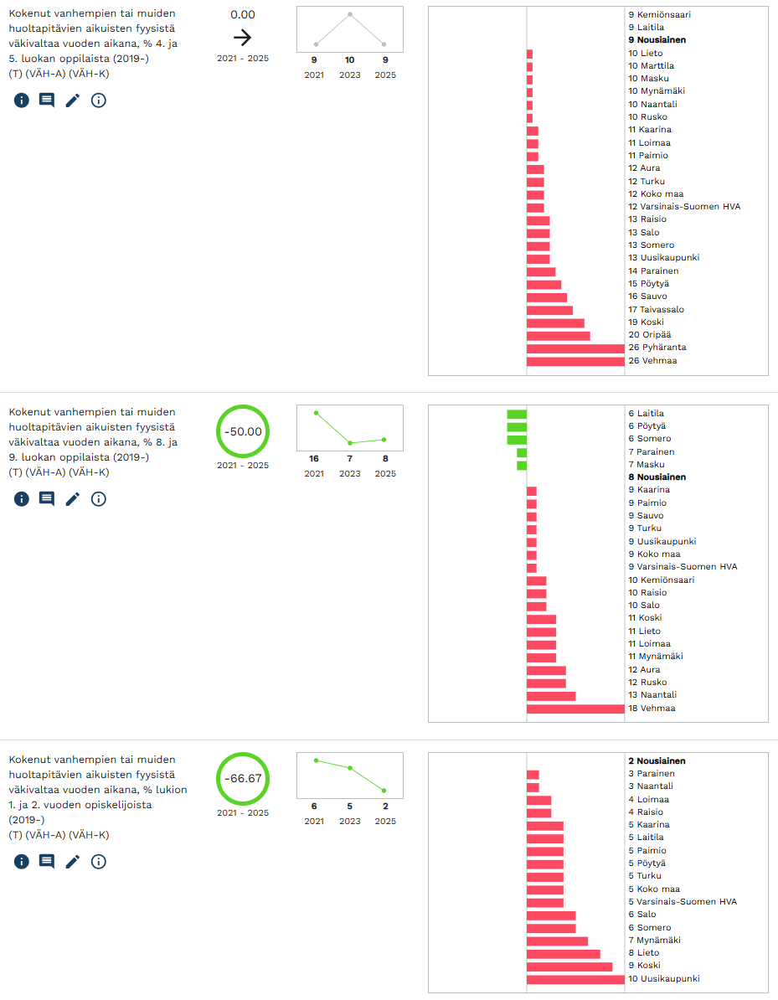 Kokenut vanhempien tai muiden
huoltapitävien aikuisten fyysistä
väkivaltaa vuoden aikana, % 4. ja
5. luokan oppilaista (2019-)
(T) (VÄH-A) (VÄH-K)
0.00
2021 - 2025
9 10 9
2021 2023 2025
9 Kemiönsaari
9 Laitila
9 Nousiainen
10 Lieto
10 Marttila
10 Masku
10 Mynämäki
10 Naantali
10 Rusko
11 Kaarina
11 Loimaa
11 Paimio
12 Aura
12 Turku
12 Koko maa
12 Varsinais-Suomen HVA
13 Raisio
13 Salo
13 Somero
13 Uusikaupunki
14 Parainen
15 Pöytyä
16 Sauvo
17 Taivassalo
19 Koski
20 Oripää
26 Pyhäranta
26 Vehmaa
Kokenut vanhempien tai muiden
huoltapitävien aikuisten fyysistä
väkivaltaa vuoden aikana, % 8. ja
9. luokan oppilaista (2019-)
(T) (VÄH-A) (VÄH-K)
-50.00
2021 - 2025
16 7 8
2021 2023 2025
6 Laitila
6 Pöytyä
6 Somero
7 Parainen
7 Masku
8 Nousiainen
9 Kaarina
9 Paimio
9 Sauvo
9 Turku
9 Uusikaupunki
9 Koko maa
9 Varsinais-Suomen HVA
10 Kemiönsaari
10 Raisio
10 Salo
11 Koski
11 Lieto
11 Loimaa
11 Mynämäki
12 Aura
12 Rusko
13 Naantali
18 Vehmaa
Kokenut vanhempien tai muiden
huoltapitävien aikuisten fyysistä
väkivaltaa vuoden aikana, % lukion
1. ja 2. vuoden opiskelijoista
(2019-)
(T) (VÄH-A) (VÄH-K)
-66.67
2021 - 2025
6 5 2
2021 2023 2025
2 Nousiainen
3 Parainen
3 Naantali
4 Loimaa
4 Raisio
5 Kaarina
5 Laitila
5 Paimio
5 Pöytyä
5 Turku
5 Koko maa
5 Varsinais-Suomen HVA
6 Salo
6 Somero
7 Mynämäki
8 Lieto
9 Koski
10 Uusikaupunki